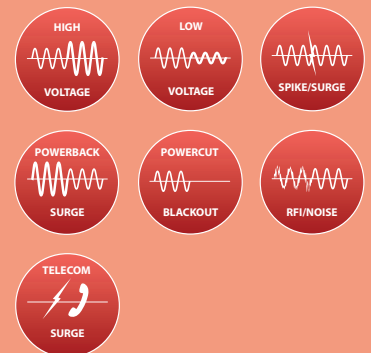 HIGH
VOLTAGE
LOW
VOLTAGE
SPIKE/SURGE
POWERBACK
SURGE
POWERCUT
BLACKOUT
RFI/NOISE
TELECOM
SURGE